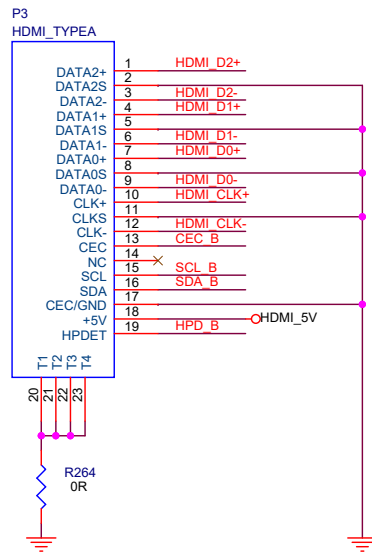 P3
HDMI_TYPEA
DATA2+ 1 HDMI_D2+
DATA2S 2
DATA2- 3 HDMI_D2-
DATA1+ 4 HDMI_D1+
DATA1S 5
DATA1- 6 HDMI_D1-
DATA0+ 7 HDMI_D0+
DATA0S 8
DATA0- 9 HDMI_D0-
CLK+ 10 HDMI_CLK+
CLKS 11
CLK- 12 HDMI_CLK-
CEC 13 CEC_B
NC 14
SCL 15 SCL_B
SDA 16 SDA_B
CEC/GND 17
+5V 18 HDMI_5V
HPDET 19 HPD_B
T1 T2 T3 T4
20 21 22 23
R264
0R